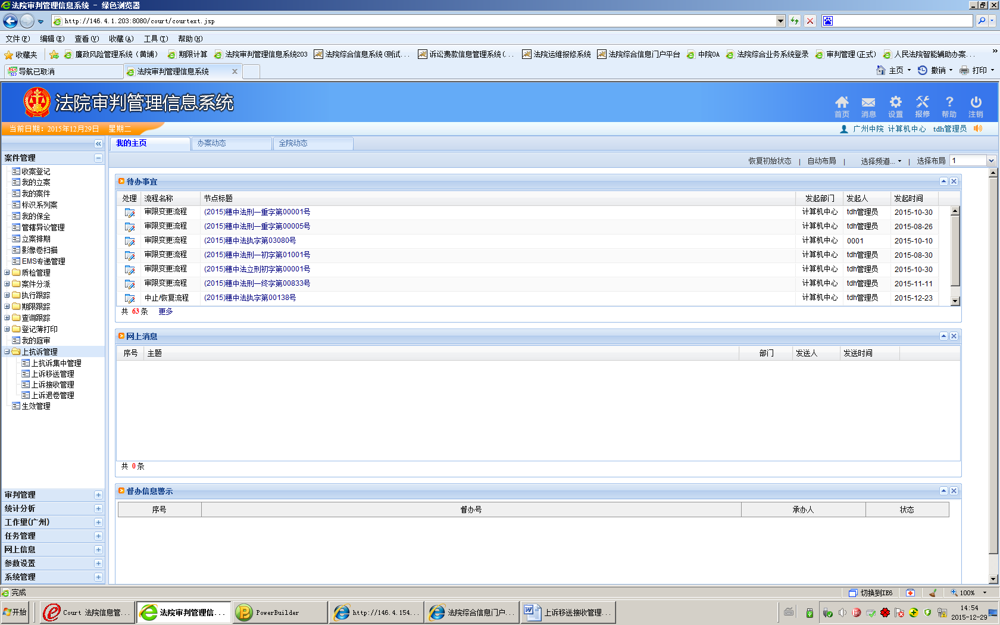 法院审判管理信息系统 - 绿色浏览器
http://146.4.1.203:8080/court/courtext.jsp
文件(F) 编辑(E) 查看(V) 收藏(A) 工具(T) 帮助(H)
收藏夹 廉政风险管理系统（黄埔） 期限计算 法院审判管理信息系统203 法院综合信息系统(测试... 诉讼费款信息管理系统(... 法院运维报修系统 法院综合信息门户平台 中院OA 法院综合业务系统登录 审判管理(正式) 人民法院智能辅助办案... »
导航已取消 法院审判管理信息系统 主页 撤销 打印
法院审判管理信息系统
首页 消息 设置 报修 帮助 注销
当前日期：2015年12月29日 星期二
广州中院 计算机中心 tdh管理员
我的主页 办案动态 全院动态
恢复初始状态 | 自动布局 | 选择频道... | 选择布局 1
案件管理
收案登记
我的立案
我的案件
标识系列案
我的保全
管辖异议管理
立案排期
影像卷扫描
EMS专递管理
质检管理
案件分派
执行跟踪
期限跟踪
查询跟踪
登记薄打印
我的庭审
上抗诉管理
上抗诉集中管理
上诉移送管理
上诉接收管理
上诉退卷管理
生效管理
审判管理
统计分析
工作量(广州)
任务管理
网上信息
参数设置
系统管理
待办事宜
处理 流程名称 节点标题 发起部门 发起人 发起时间
审限变更流程 (2015)穗中法刑一重字第00001号 计算机中心 tdh管理员 2015-10-30
审限变更流程 (2015)穗中法刑一重字第00005号 计算机中心 tdh管理员 2015-08-26
审限变更流程 (2015)穗中法执字第03080号 计算机中心 0001 2015-10-10
审限变更流程 (2015)穗中法刑一初字第01001号 计算机中心 tdh管理员 2015-08-30
审限变更流程 (2015)穗中法立刑初字第00001号 计算机中心 tdh管理员 2015-10-30
审限变更流程 (2015)穗中法刑一终字第00833号 计算机中心 tdh管理员 2015-11-11
中止/恢复流程 (2015)穗中法执字第00138号 计算机中心 tdh管理员 2015-12-23
共 63 条 更多
网上消息
序号 主题 部门 发送人 发送时间
共 0 条
督办信息警示
序号 督办号 承办人 状态
完成 切换到IE6 100%
开始 Court 法院信息管... 法院审判管理信... PowerBuilder http://146.4.154... 法院综合信息门户... 上诉移送接收管理...
14:54
2015-12-29